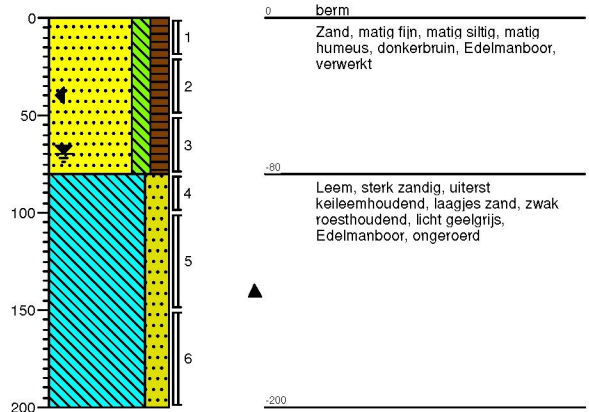 0
50
100
150
200
1
2
3
4
5
6
0
berm
Zand, matig fijn, matig siltig, matig
humeus, donkerbruin, Edelmanboor,
verwerkt
-80
Leem, sterk zandig, uiterst
keileemhoudend, laagjes zand, zwak
roesthoudend, licht geelgrijs,
Edelmanboor, ongeroerd
-200